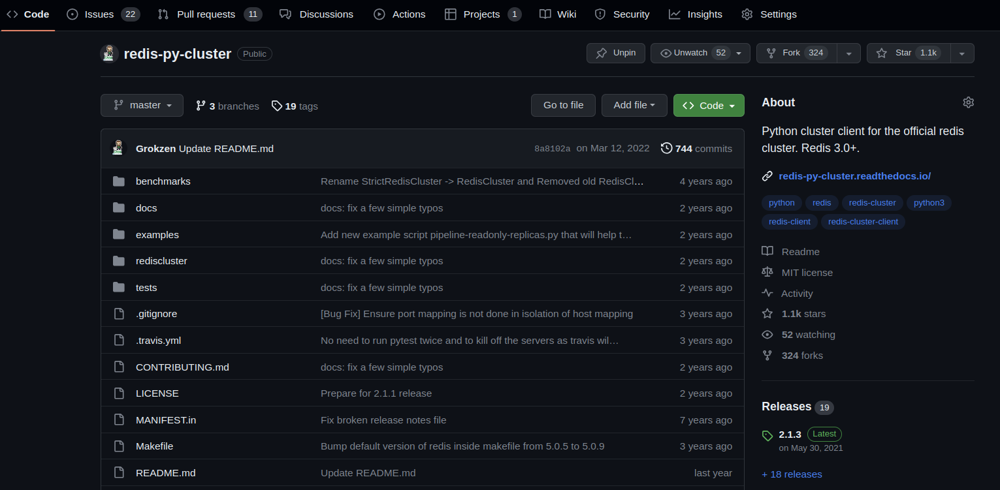 Code Issues 22 Pull requests 11 Discussions Actions Projects 1 Wiki Security Insights Settings
redis-py-cluster Public Unpin Unwatch 52 Fork 324 Star 1.1k
master 3 branches 19 tags Go to file Add file Code
Grokzen Update README.md 8a8102a on Mar 12, 2022 744 commits
benchmarks Rename StrictRedisCluster -> RedisCluster and Removed old RedisCl… 4 years ago
docs docs: fix a few simple typos 2 years ago
examples Add new example script pipeline-readonly-replicas.py that will help t… 2 years ago
rediscluster docs: fix a few simple typos 2 years ago
tests docs: fix a few simple typos 2 years ago
.gitignore [Bug Fix] Ensure port mapping is not done in isolation of host mapping 3 years ago
.travis.yml No need to run pytest twice and to kill off the servers as travis wil… 3 years ago
CONTRIBUTING.md docs: fix a few simple typos 2 years ago
LICENSE Prepare for 2.1.1 release 2 years ago
MANIFEST.in Fix broken release notes file 7 years ago
Makefile Bump default version of redis inside makefile from 5.0.5 to 5.0.9 3 years ago
README.md Update README.md last year
About
Python cluster client for the official redis
cluster. Redis 3.0+.
redis-py-cluster.readthedocs.io/
python redis redis-cluster python3
redis-client redis-cluster-client
Readme
MIT license
Activity
1.1k stars
52 watching
324 forks
Releases 19
2.1.3 Latest
on May 30, 2021
+ 18 releases